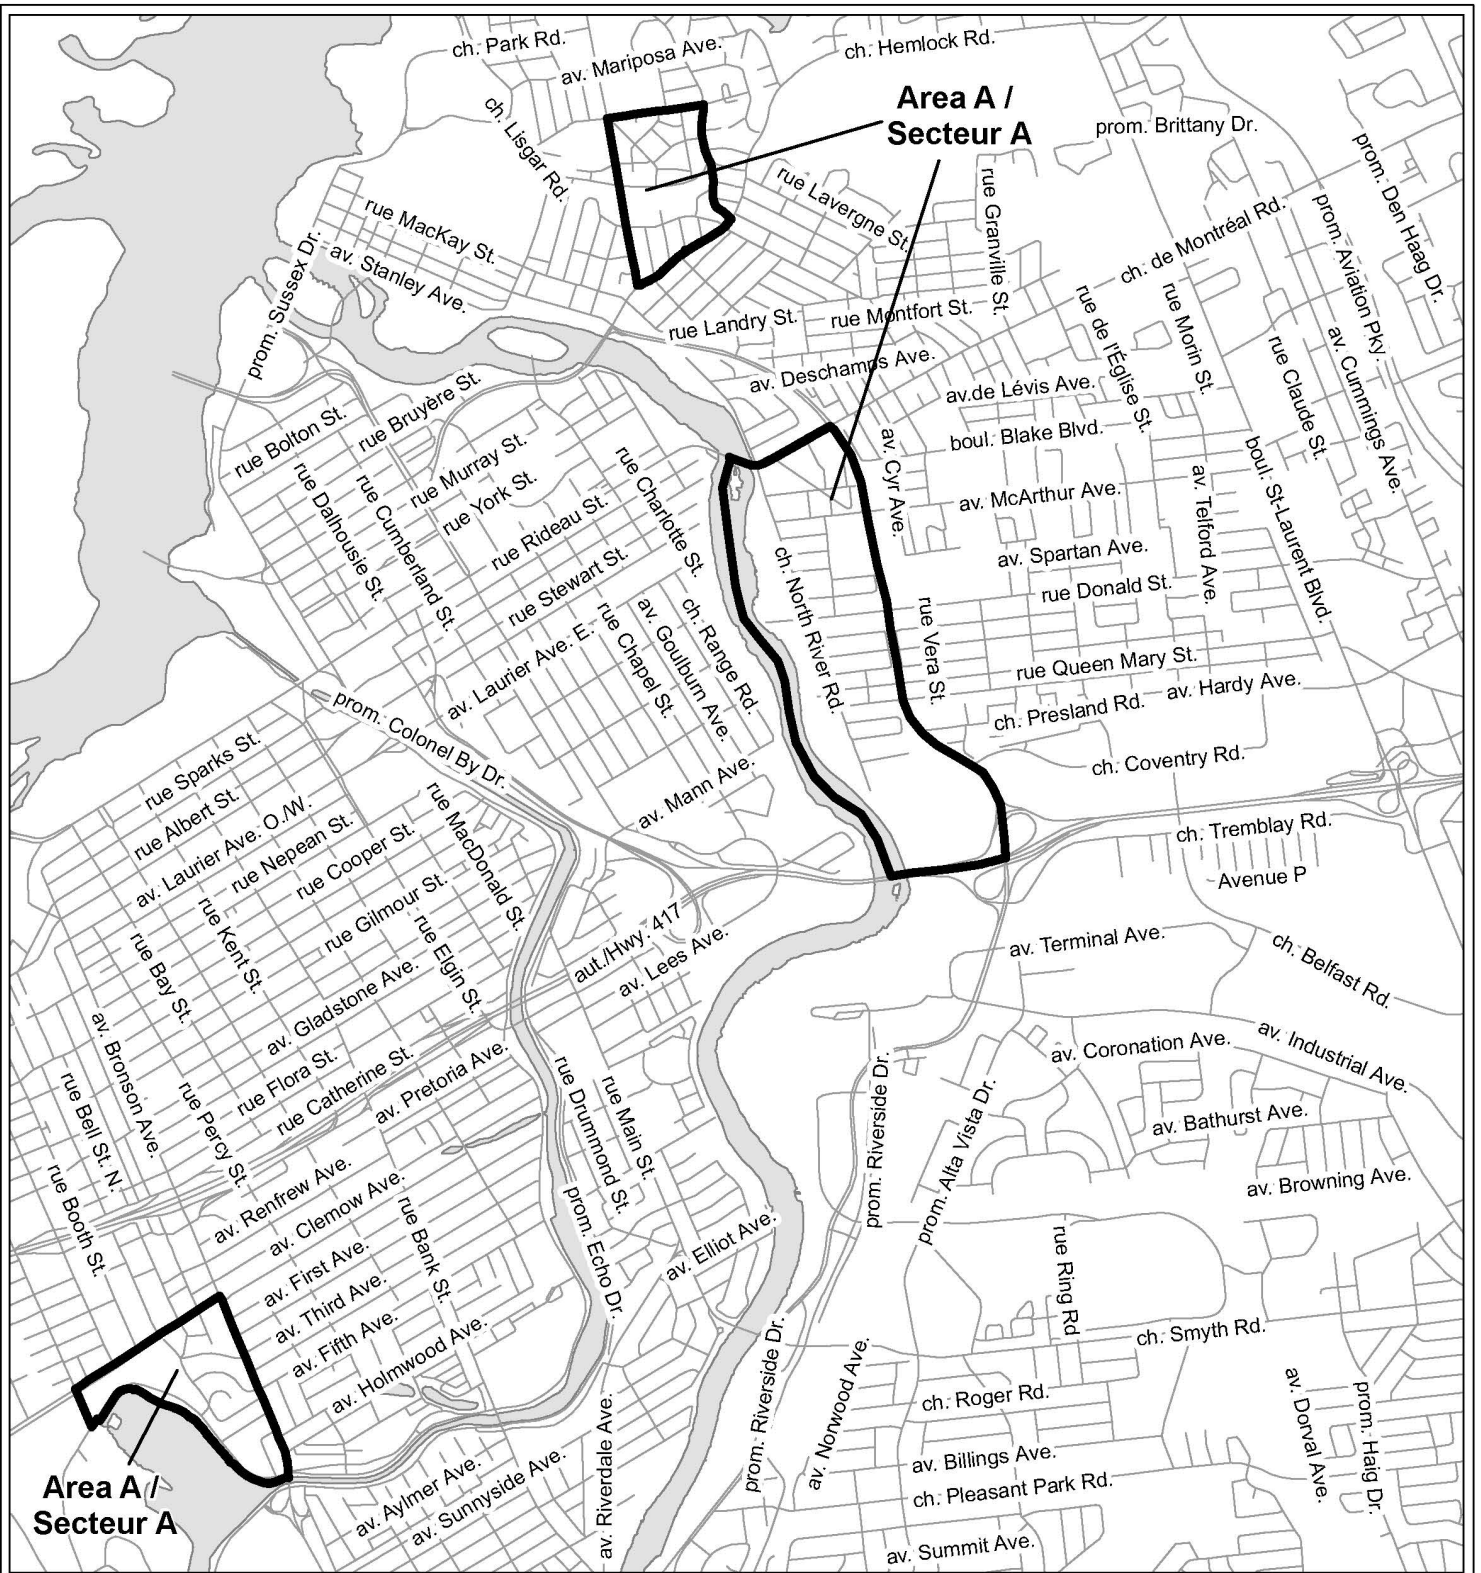 ch. Park Rd.
av. Mariposa Ave.
ch. Hemlock Rd.
Area A /
Secteur A
prom. Brittany Dr.
ch. Lisgar Rd.
prom. Den Haag Dr.
rue Lavergne St.
rue Granville St.
rue MacKay St.
av. Stanley Ave.
prom. Sussex Dr.
ch. de Montréal Rd.
prom. Aviation Pky.
rue Landry St.
rue Montfort St.
rue de l'Église St.
rue Morin St.
rue Claude St.
av. Cummings Ave.
av. Deschamps Ave.
av.de Lévis Ave.
rue Bruyère St.
rue Bolton St.
boul. Blake Blvd.
av. Cyr Ave.
rue Murray St.
rue York St.
rue Rideau St.
rue Charlotte St.
rue Dalhousie St.
rue Cumberland St.
av. McArthur Ave.
av. Telford Ave.
boul. St-Laurent Blvd.
rue Stewart St.
ch. North River Rd.
av. Spartan Ave.
rue Donald St.
av. Laurier Ave. E.
rue Chapel St.
av. Goulburn Ave.
ch. Range Rd.
rue Vera St.
rue Queen Mary St.
av. Hardy Ave.
ch. Presland Rd.
prom. Colonel By Dr.
rue Sparks St.
ch. Coventry Rd.
av. Mann Ave.
rue Albert St.
av. Laurier Ave. O./W.
rue Nepean St.
rue Cooper St.
rue MacDonald St.
ch. Tremblay Rd.
Avenue P
rue Gilmour St.
rue Kent St.
rue Bay St.
rue Elgin St.
aut./Hwy. 417
av. Lees Ave.
av. Terminal Ave.
ch. Belfast Rd.
av. Gladstone Ave.
av. Bronson Ave.
rue Flora St.
rue Catherine St.
av. Pretoria Ave.
av. Coronation Ave.
av. Industrial Ave.
rue Bell St. N.
rue Percy St.
rue Drummond St.
rue Main St.
prom. Riverside Dr.
prom. Alta Vista Dr.
av. Bathurst Ave.
av. Browning Ave.
rue Booth St.
av. Renfrew Ave.
av. Clemow Ave.
rue Bank St.
prom. Echo Dr.
av. Elliot Ave.
av. First Ave.
av. Third Ave.
av. Fifth Ave.
av. Holmwood Ave.
rue Ring Rd
ch. Smyth Rd.
prom. Riverside Dr.
av. Norwood Ave.
ch. Roger Rd.
av. Dorval Ave.
prom. Haig Dr.
av. Riverdale Ave.
av. Billings Ave.
ch. Pleasant Park Rd.
av. Aylmer Ave.
av. Sunnyside Ave.
av. Summit Ave.
Area A /
Secteur A